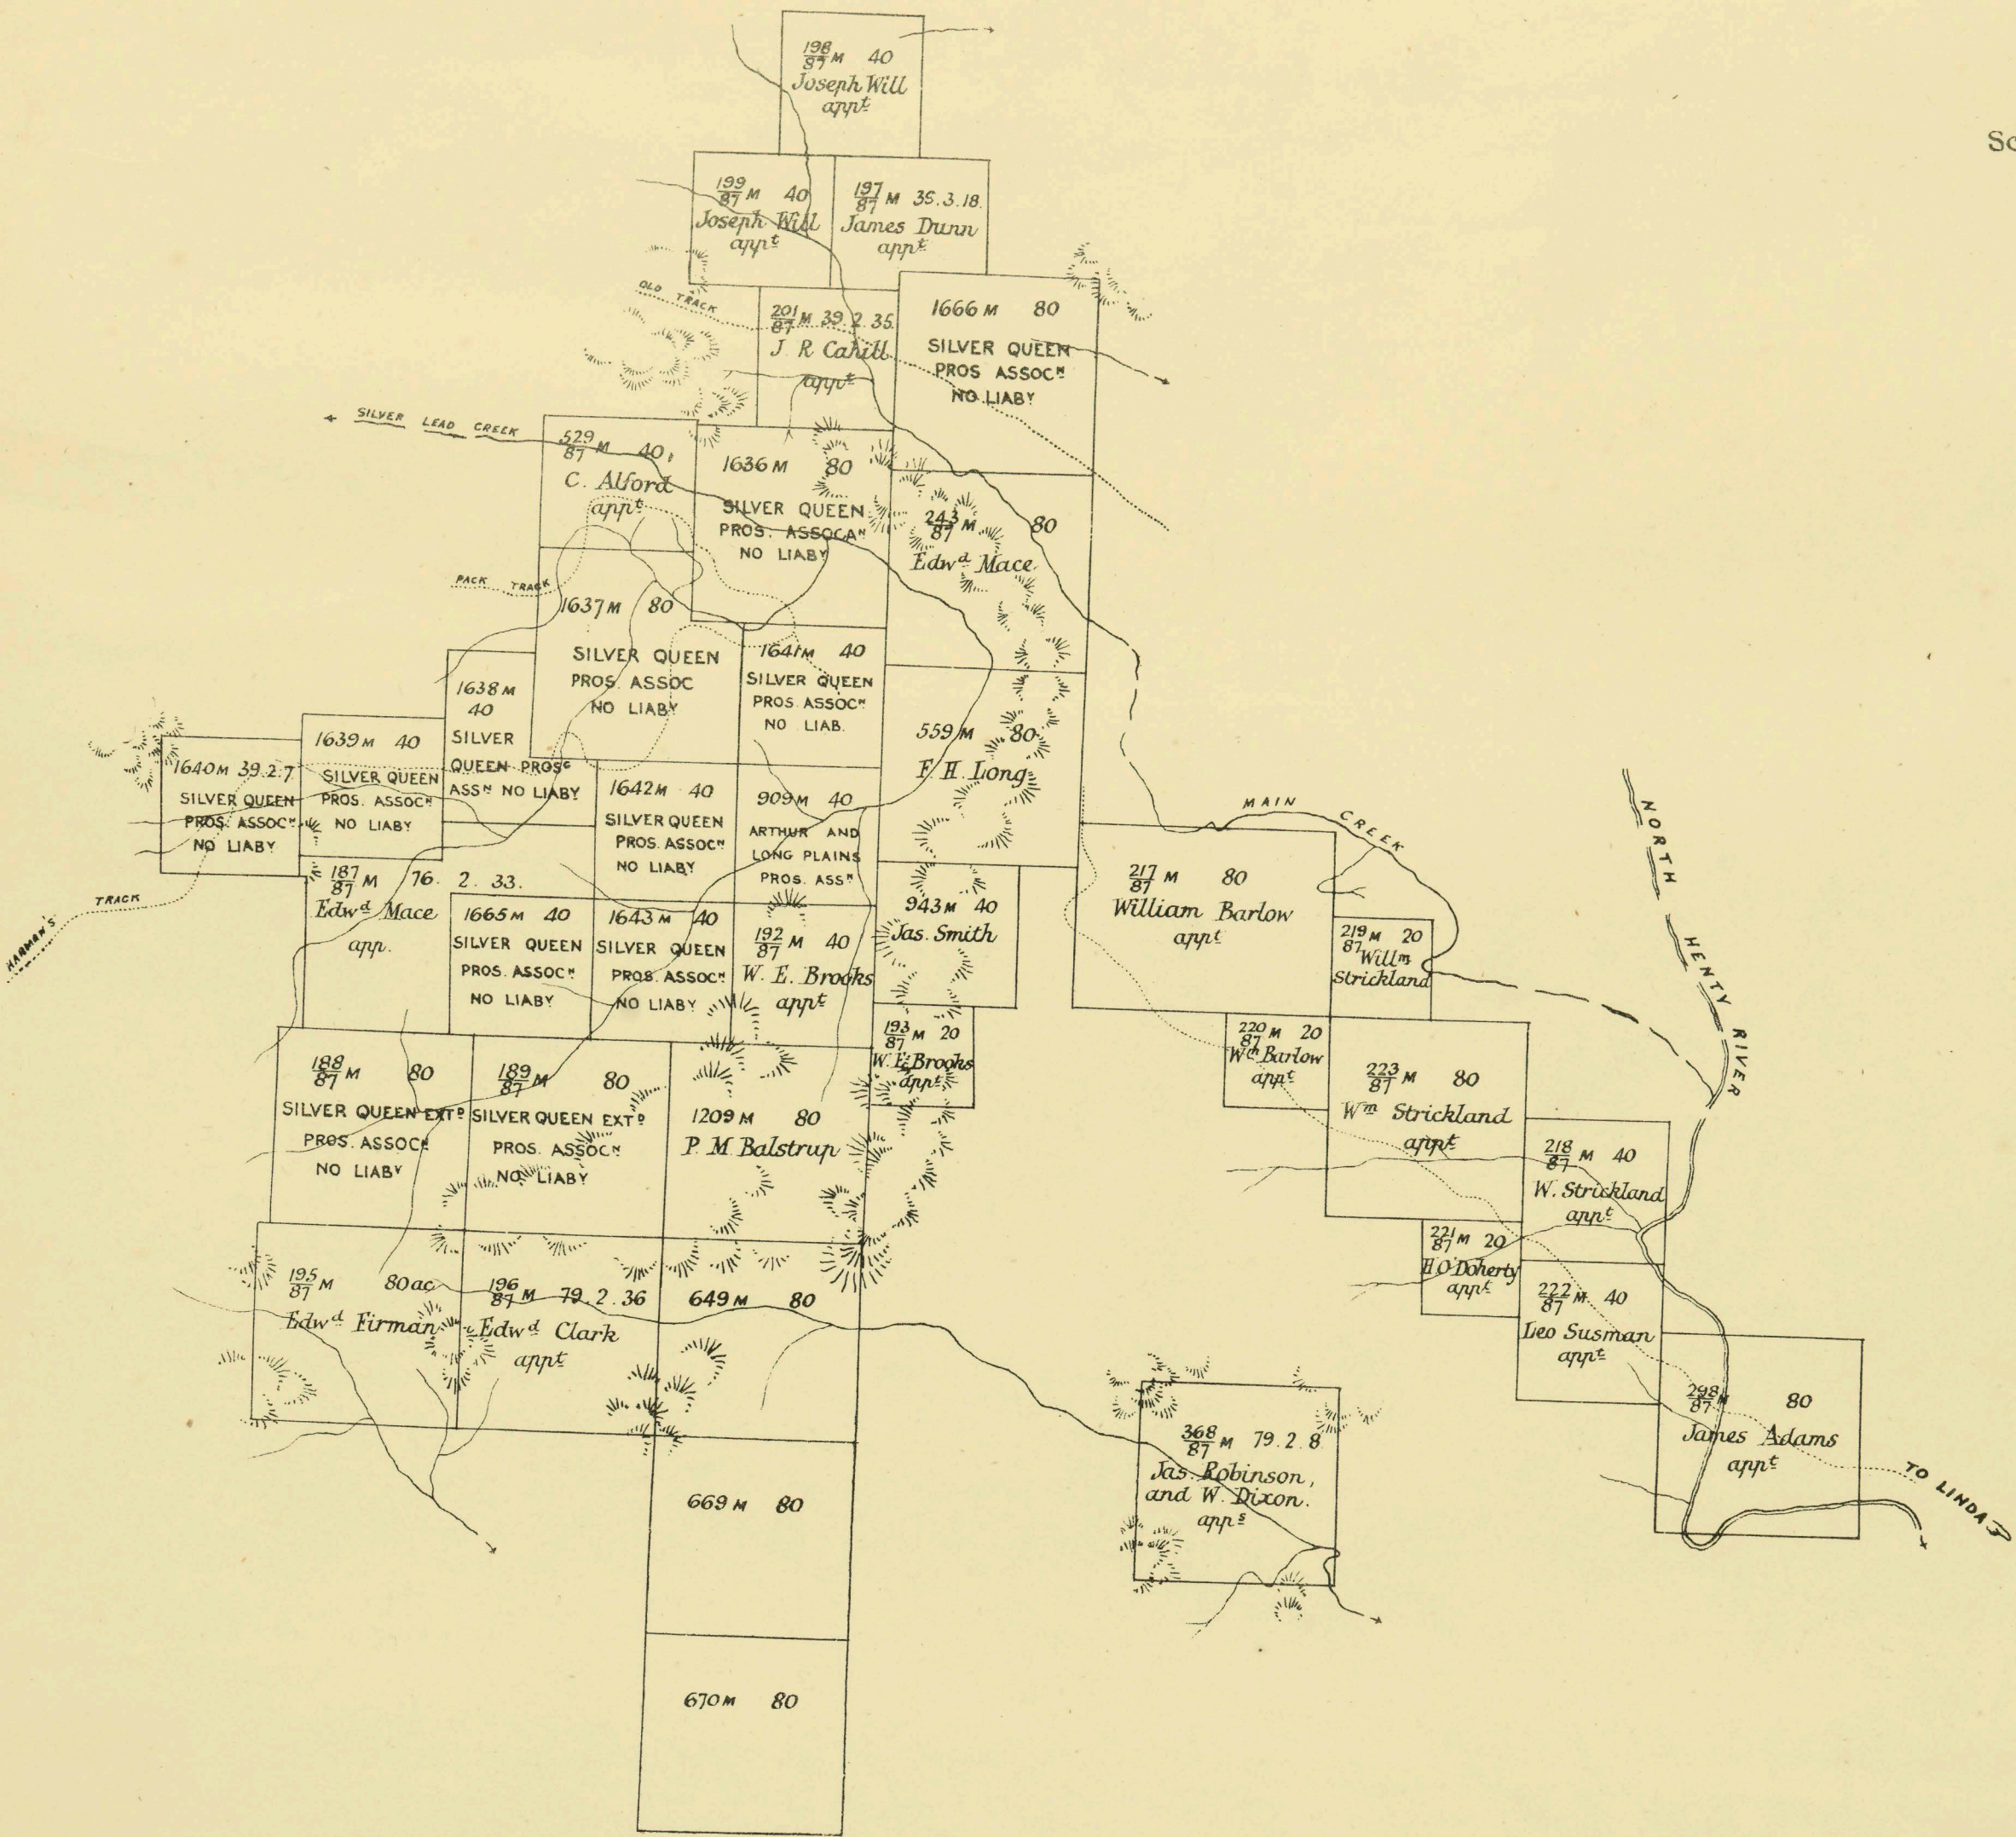 Sc
198/87 M 40
Joseph Will
appt
199/87 M 40
Joseph Will
appt
197/87 M 35.3.18.
James Dunn
appt
OLD TRACK
201/87 M 39.2.35
J R Cahill
appt
1666 M 80
SILVER QUEEN
PROS ASSOCN
NO LIABY
SILVER LEAD CREEK
529/87 M 40
C. Alford
appt
1636 M 80
SILVER QUEEN
PROS. ASSOCAN
NO LIABY
243/87 M 80
Edwd Mace
PACK TRACK
1637 M 80
SILVER QUEEN
PROS. ASSOC
NO LIABY
1641 M 40
SILVER QUEEN
PROS. ASSOCN
NO LIAB.
1638 M
40
SILVER
QUEEN PROSC
ASSN NO LIABY
559 M 80
F. H. Long
1639 M 40
SILVER QUEEN
PROS. ASSOCN
NO LIABY
1640 M 39.2.7
SILVER QUEEN
PROS. ASSOCN
NO LIABY
1642 M 40
SILVER QUEEN
PROS. ASSOCN
NO LIABY
909 M 40
ARTHUR AND
LONG PLAINS
PROS. ASSN
MAIN CREEK
NORTH HENTY RIVER
HARMAN'S TRACK
187/87 M 76. 2. 33.
Edwd Mace
app.
1665 M 40
SILVER QUEEN
PROS. ASSOCN
NO LIABY
1643 M 40
SILVER QUEEN
PROS. ASSOCN
NO LIABY
192/87 M 40
W. E. Brooks
appt
943 M 40
Jas. Smith
217/87 M 80
William Barlow
appt
219/87 M 20
Willm
Strickland
193/87 M 20
W. E. Brooks
appt
220/87 M 20
Wm Barlow
appt
223/87 M 80
Wm Strickland
appt
188/87 M 80
SILVER QUEEN EXTD
PROS. ASSOCN
NO LIABY
189/87 M 80
SILVER QUEEN EXTD
PROS. ASSOCN
NO LIABY
1209 M 80
P. M Balstrup
218/87 M 40
W. Strickland
appt
221/87 M 20
H. O'Doherty
appt
195/87 M 80 ac
Edwd Firman
196/87 M 79.2.36
Edwd Clark
appt
649 M 80
222/87 M 40
Leo Susman
appt
298/87 M 80
James Adams
appt
TO LINDA
368/87 M 79.2.8
Jas. Robinson,
and W. Dixon.
apps
669 M 80
670 M 80